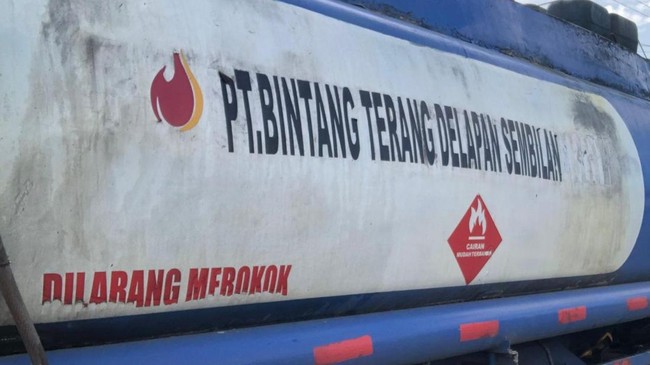 PT.BINTANG TERANG DELAPAN SEMBILAN
CAIRAN
MUDAH TERBAKAR
DILARANG MEROKOK